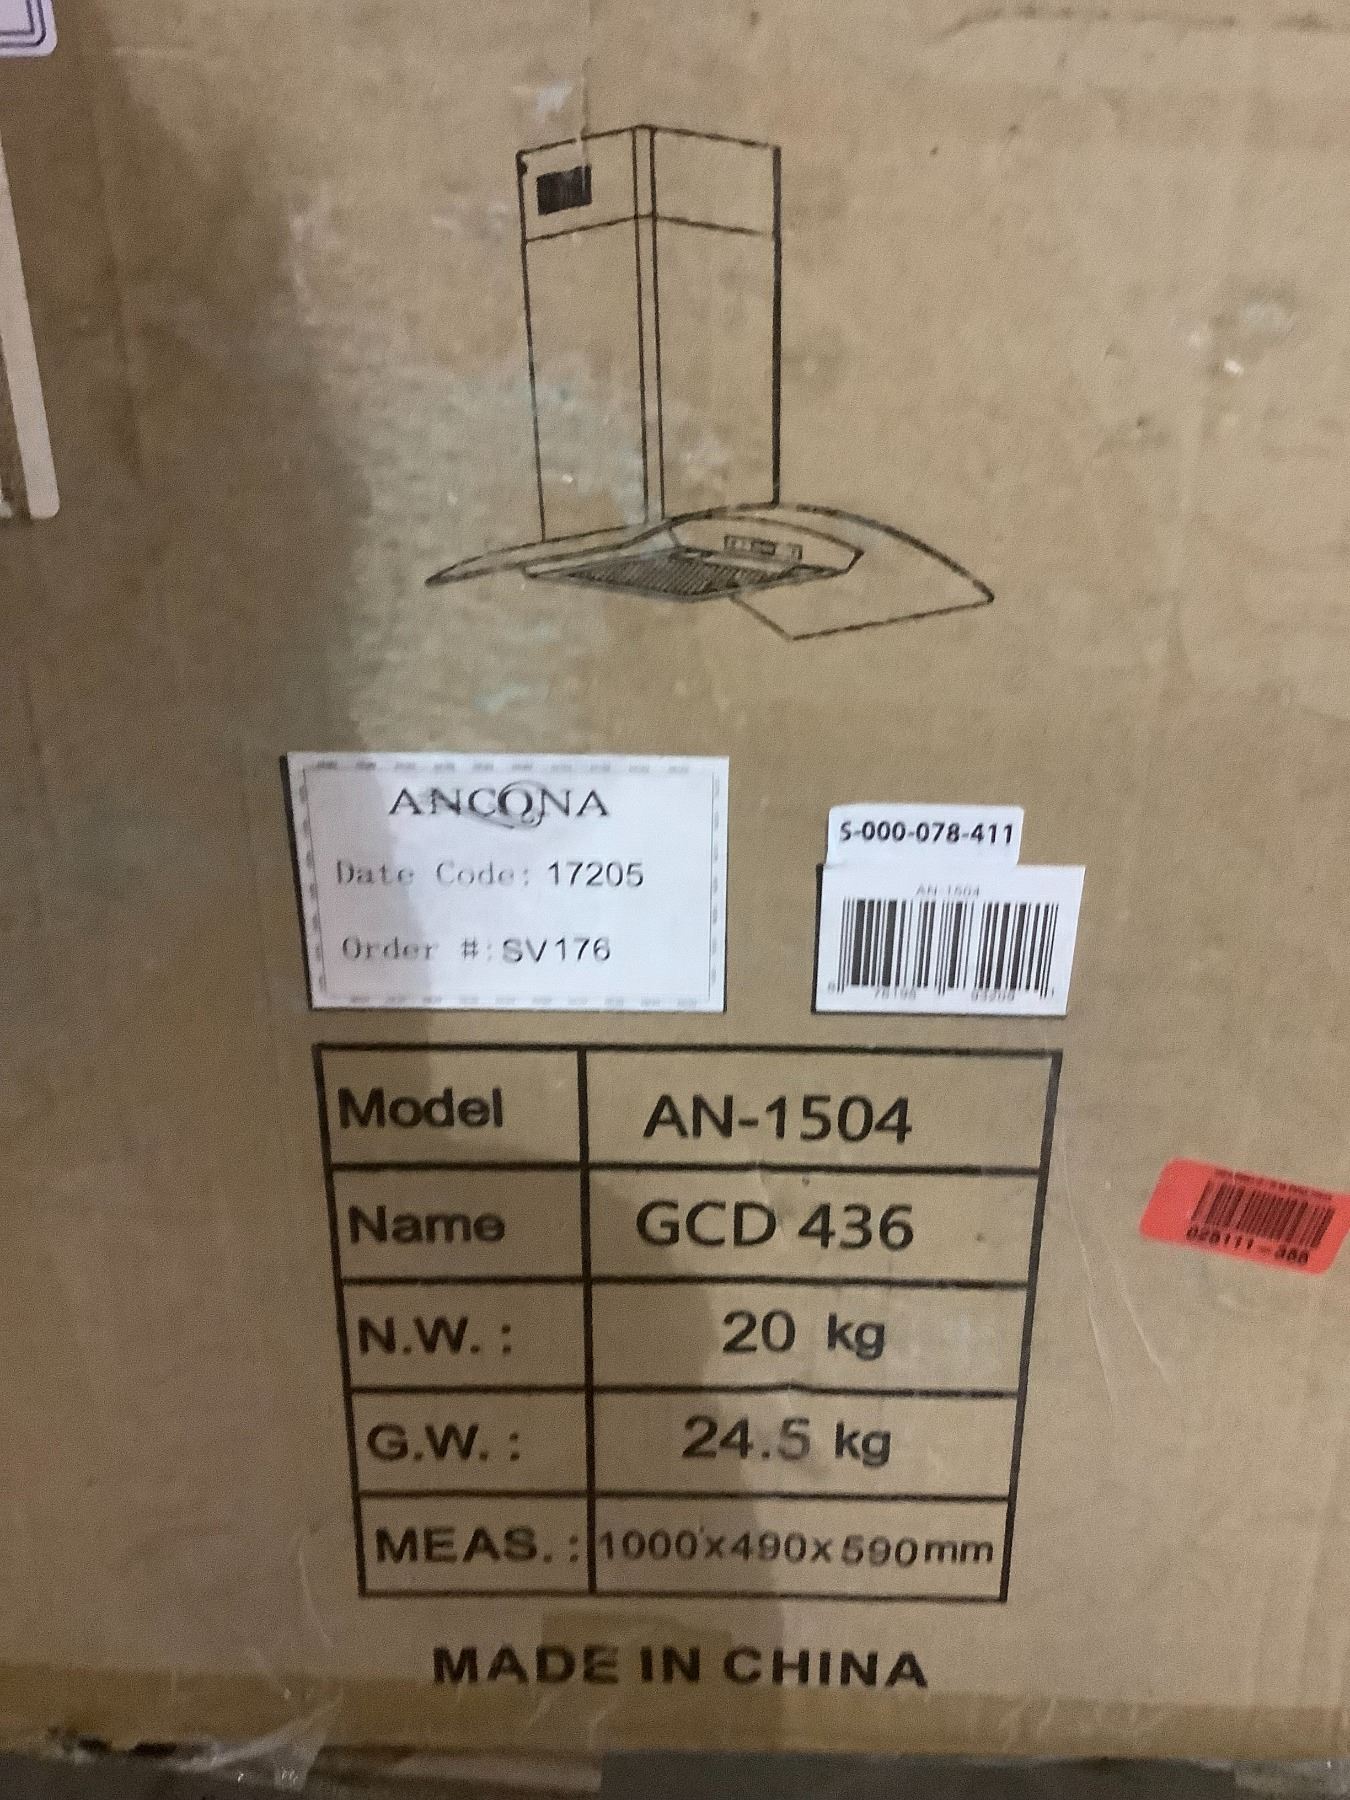 ANCONA
Date Code: 17205
Order #: SV176
S-000-078-411
AN-1504
Model AN-1504
Name GCD 436
N.W. : 20 kg
G.W. : 24.5 kg
MEAS. : 1000x490x590mm
MADE IN CHINA